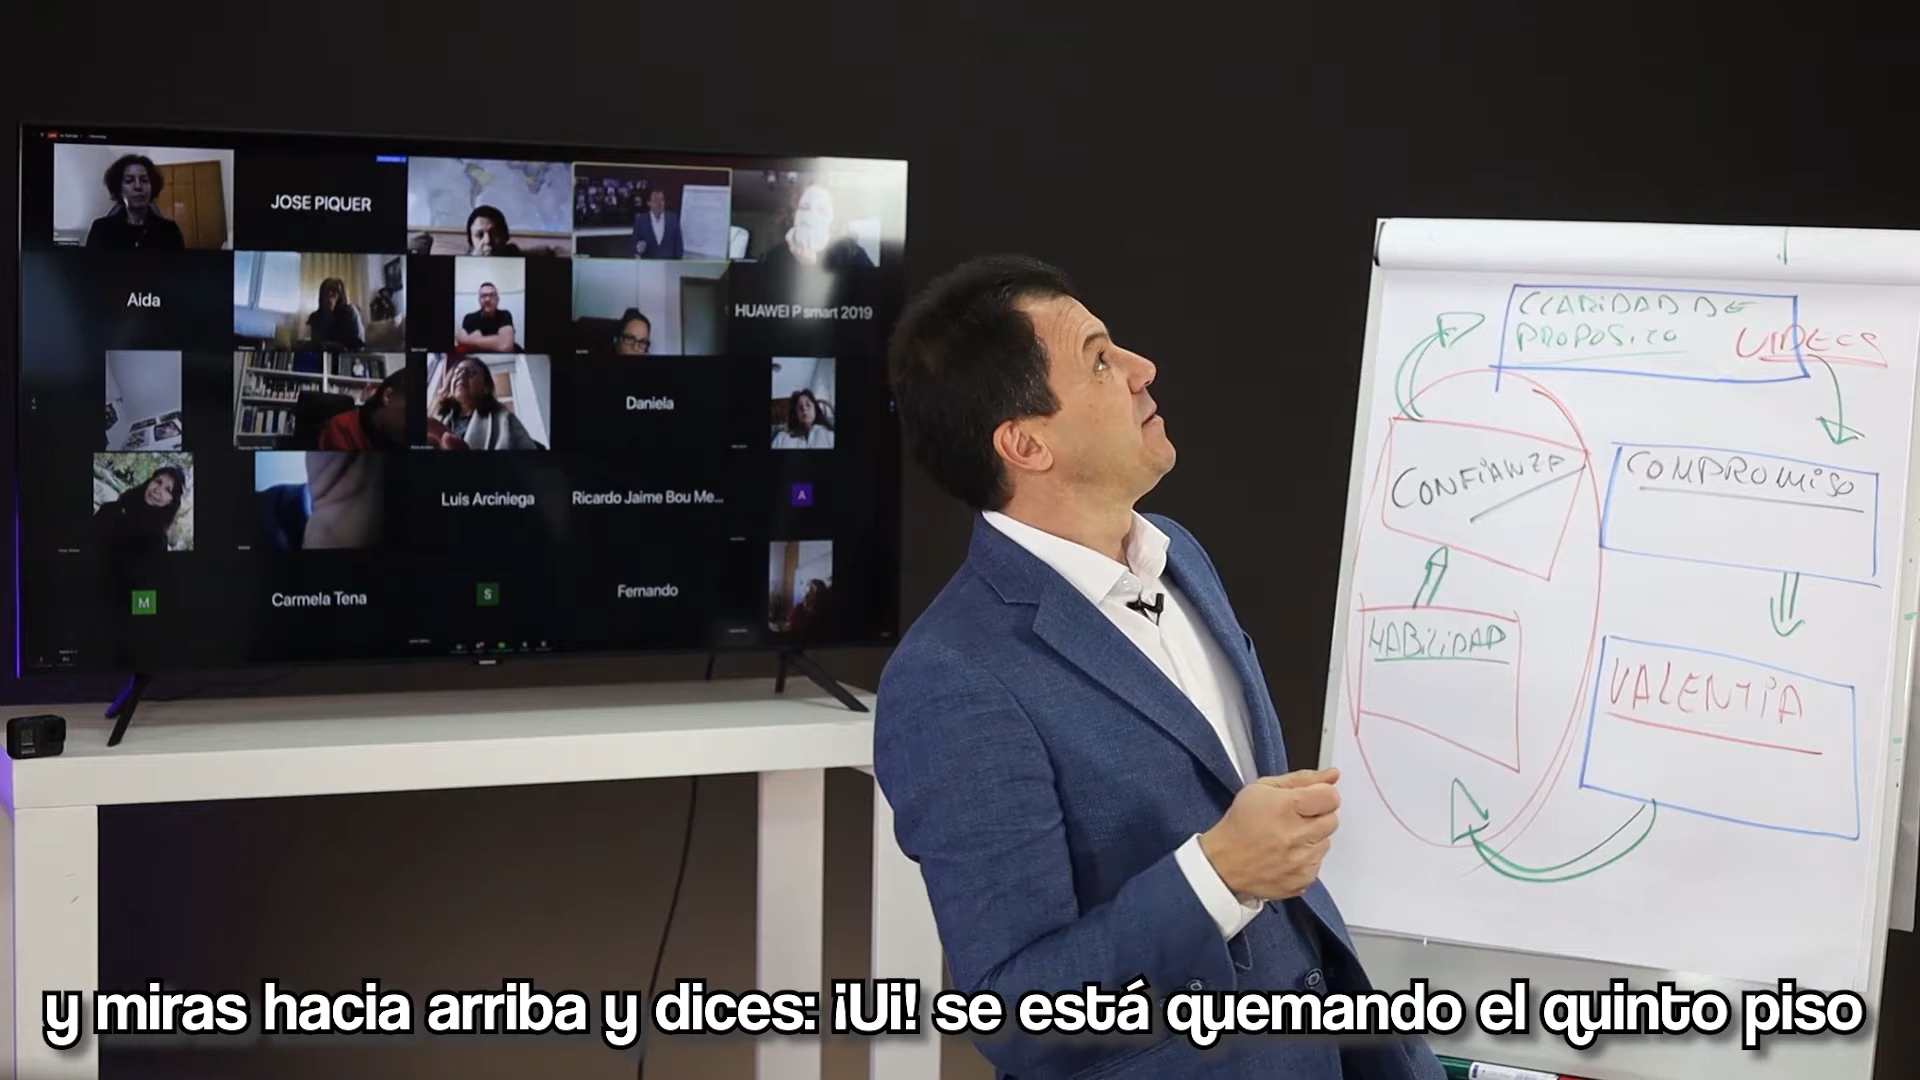 JOSE PIQUER
Aida
HUAWEI P smart 2019
Daniela
Luis Arciniega
Ricardo Jaime Bou Me...
A
M
Carmela Tena
S
Fernando
CLARIDAD DE
PROPOSITO
CONFIANZA
COMPROMISO
HABILIDAD
VALENTIA
y miras hacia arriba y dices: ¡Ui! se está quemando el quinto piso